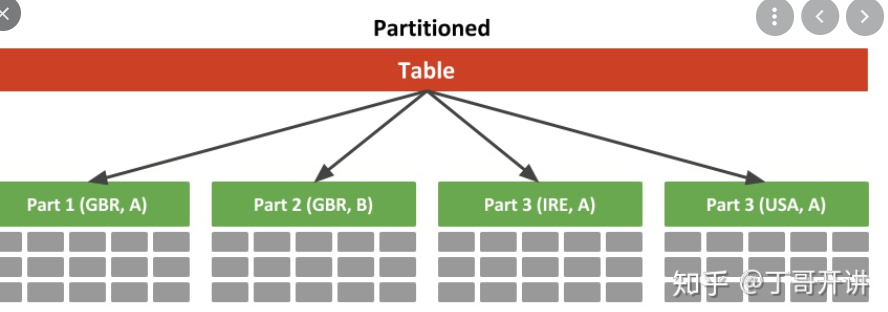 Partitioned
Table
Part 1 (GBR, A)
Part 2 (GBR, B)
Part 3 (IRE, A)
Part 3 (USA, A)
知乎 @丁哥开讲